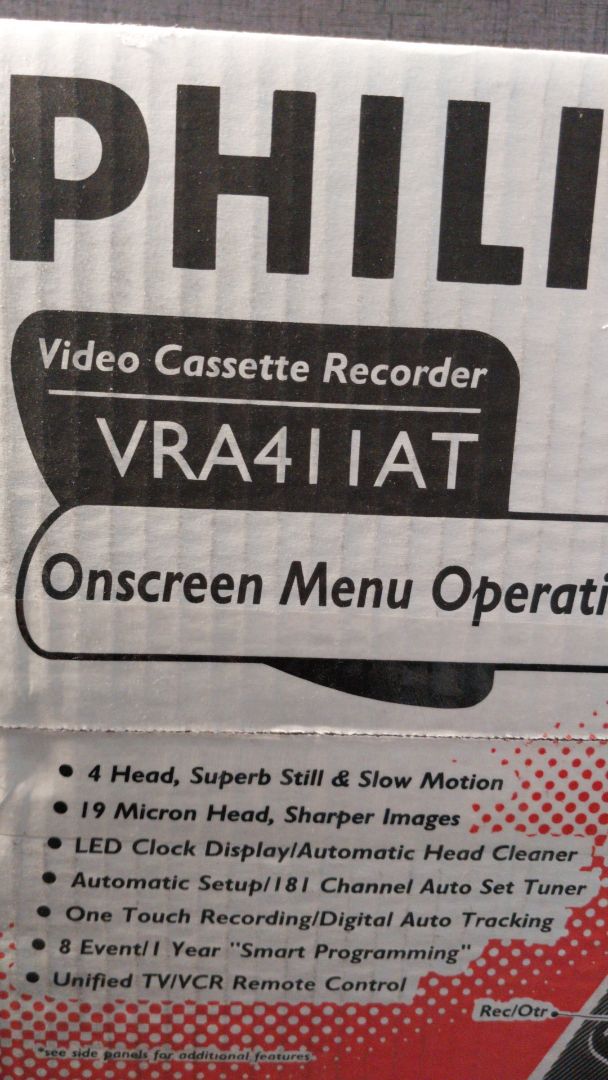 PHILI
Video Cassette Recorder
VRA411AT
Onscreen Menu Operati
• 4 Head, Superb Still & Slow Motion
• 19 Micron Head, Sharper Images
• LED Clock Display/Automatic Head Cleaner
• Automatic Setup/181 Channel Auto Set Tuner
• One Touch Recording/Digital Auto Tracking
• 8 Event/1 Year "Smart Programming"
• Unified TV/VCR Remote Control
Rec/Otr
*see side panels for additional features